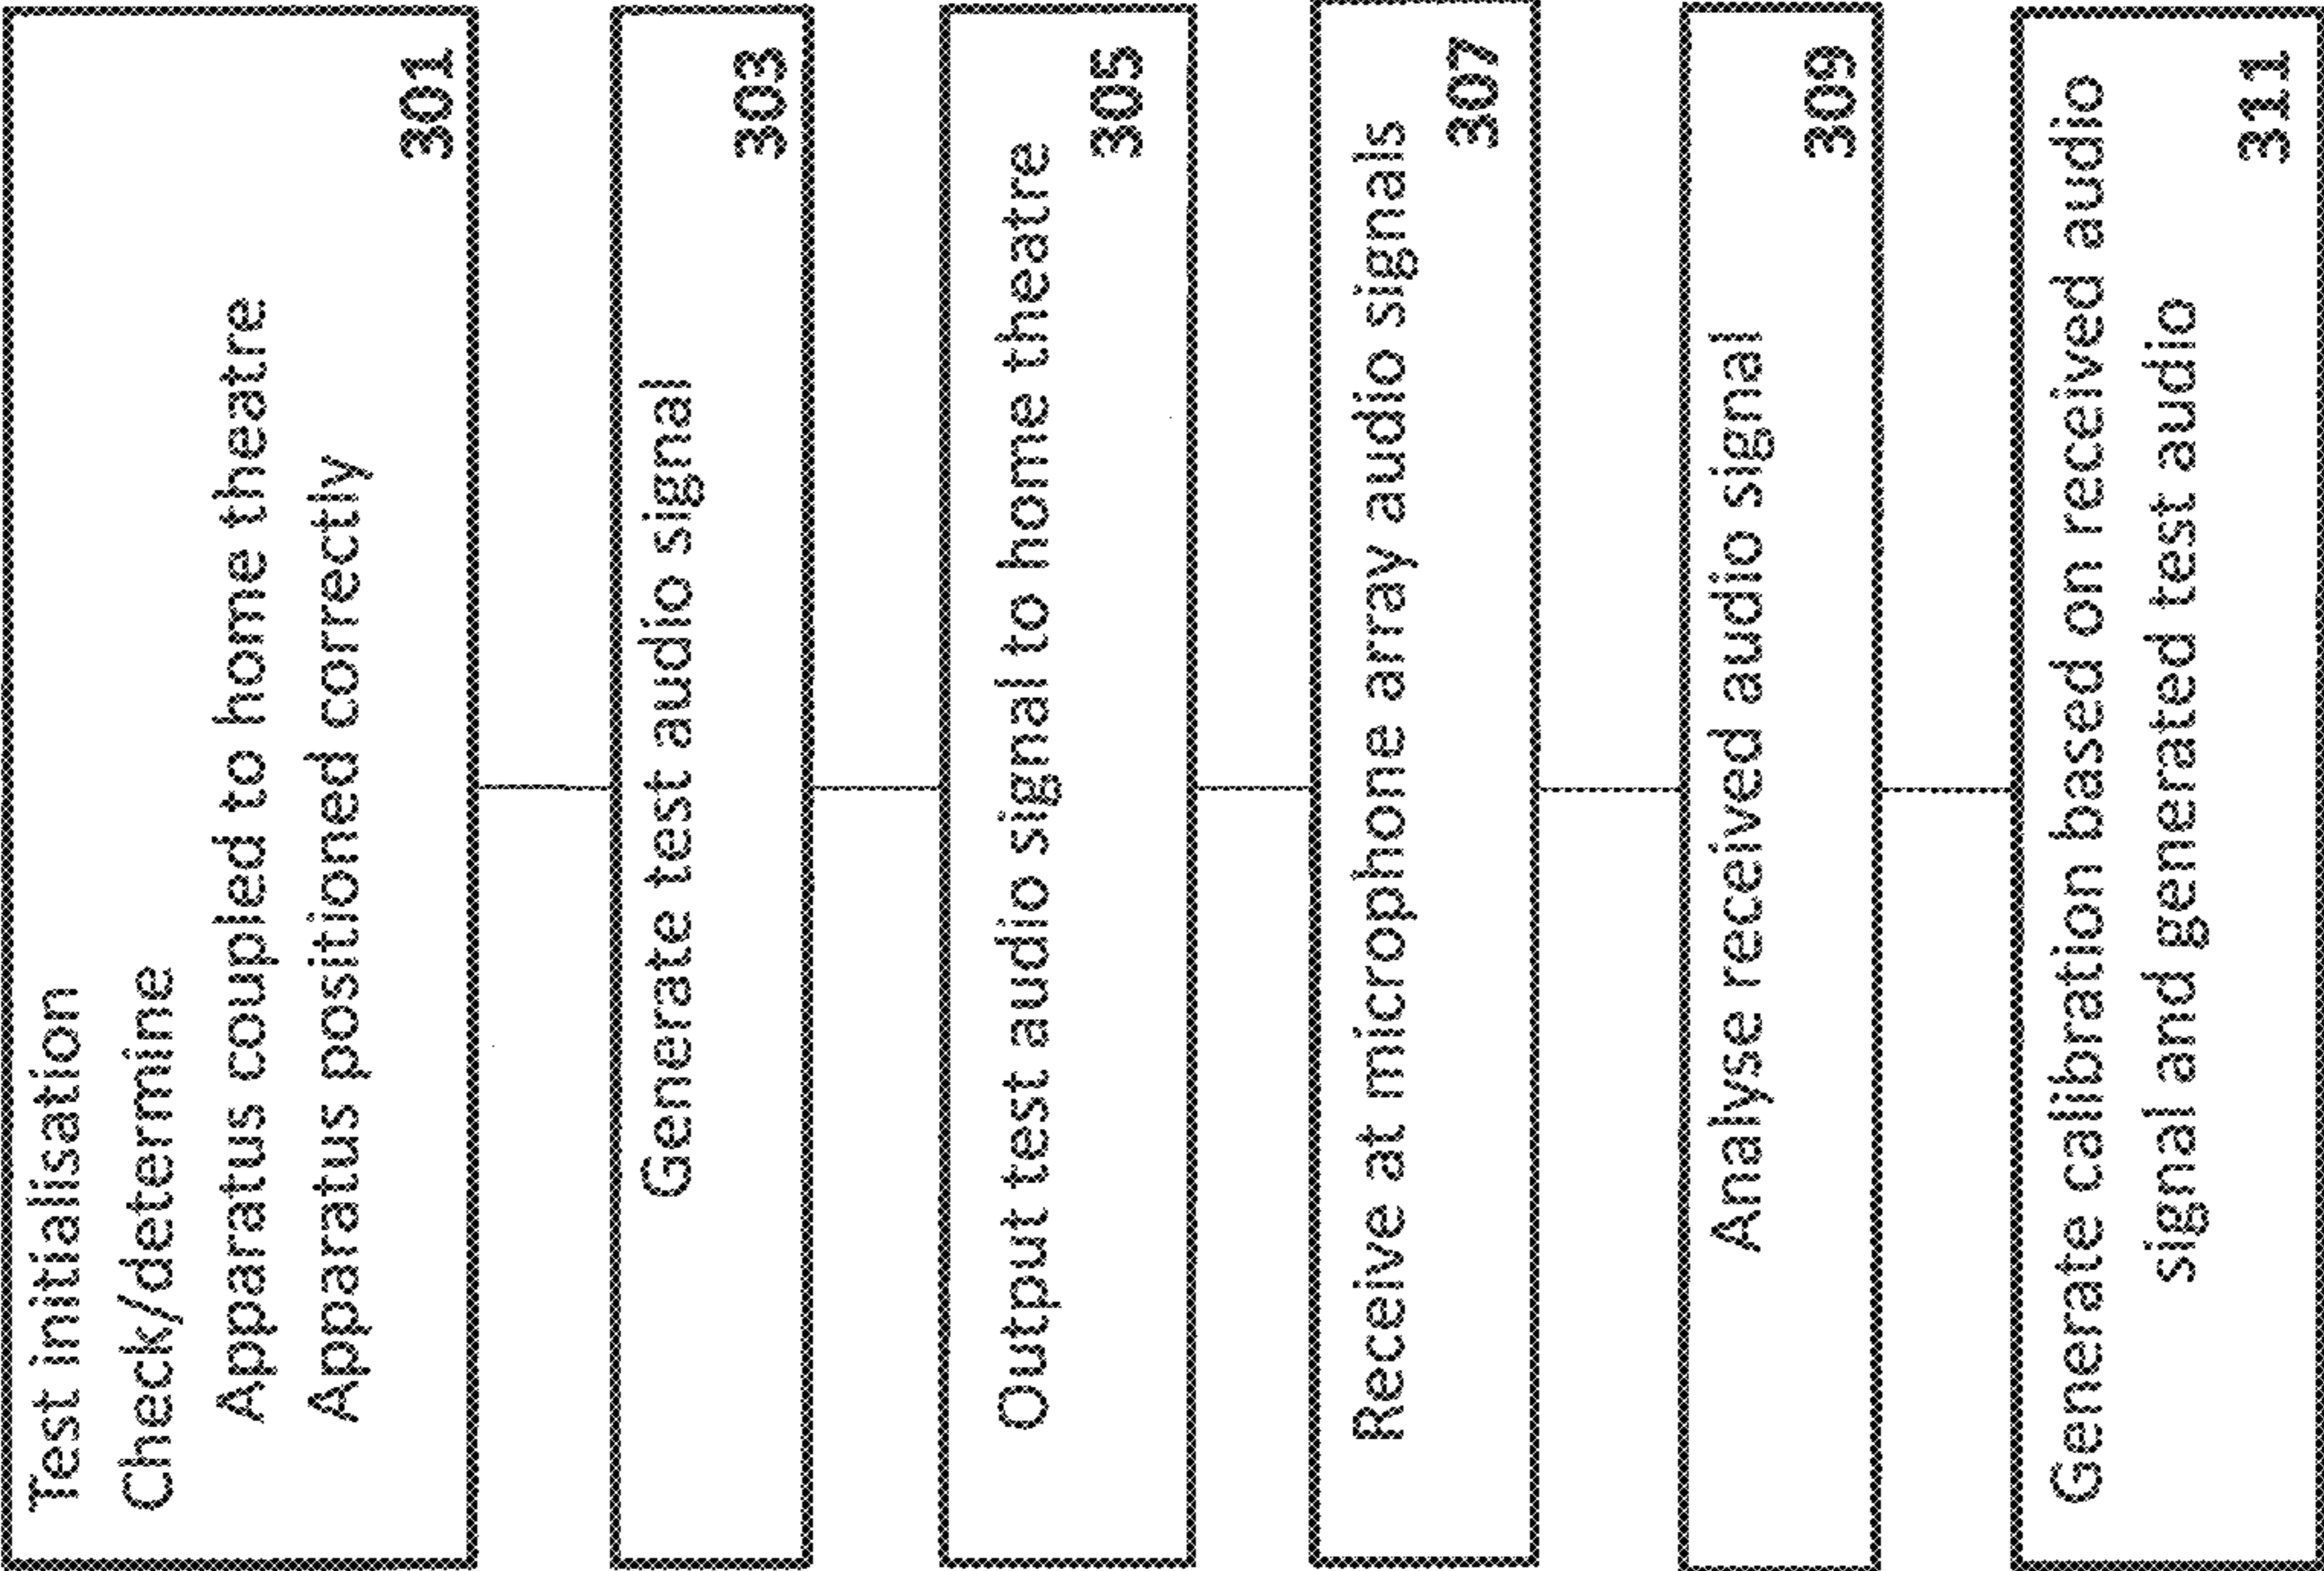 Test initialisation
Check/determine
Apparatus coupled to home theatre
Apparatus positioned correctly
301
Generate test audio signal
303
Output test audio signal to home theatre
305
Receive at microphone array audio signals
307
Analyse received audio signal
309
Generate calibration based on received audio
signal and generated test audio
311